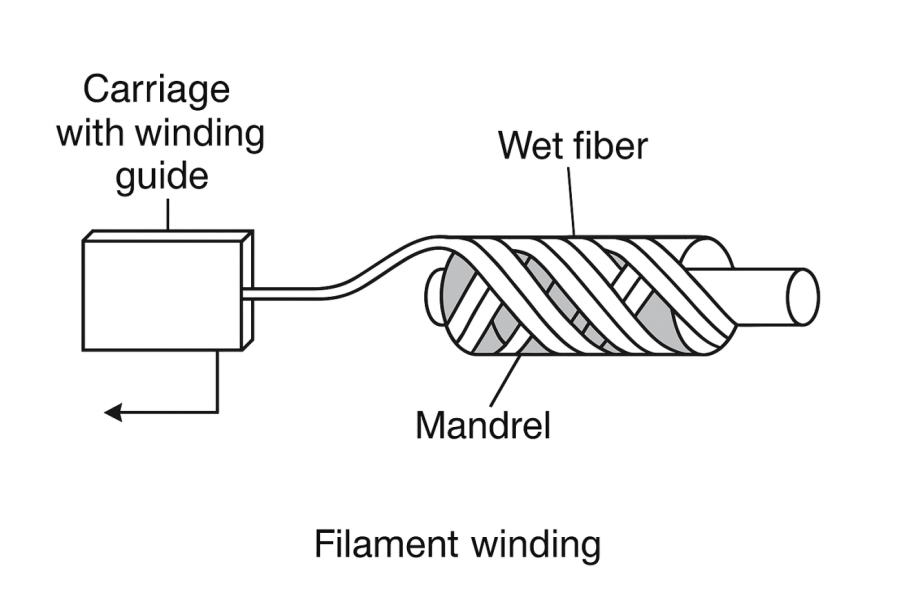 Carriage
with winding
guide
Wet fiber
Mandrel
Filament winding